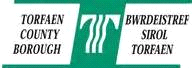 TORFAEN
COUNTY
BOROUGH
BWRDEISTREF
SIROL
TORFAEN